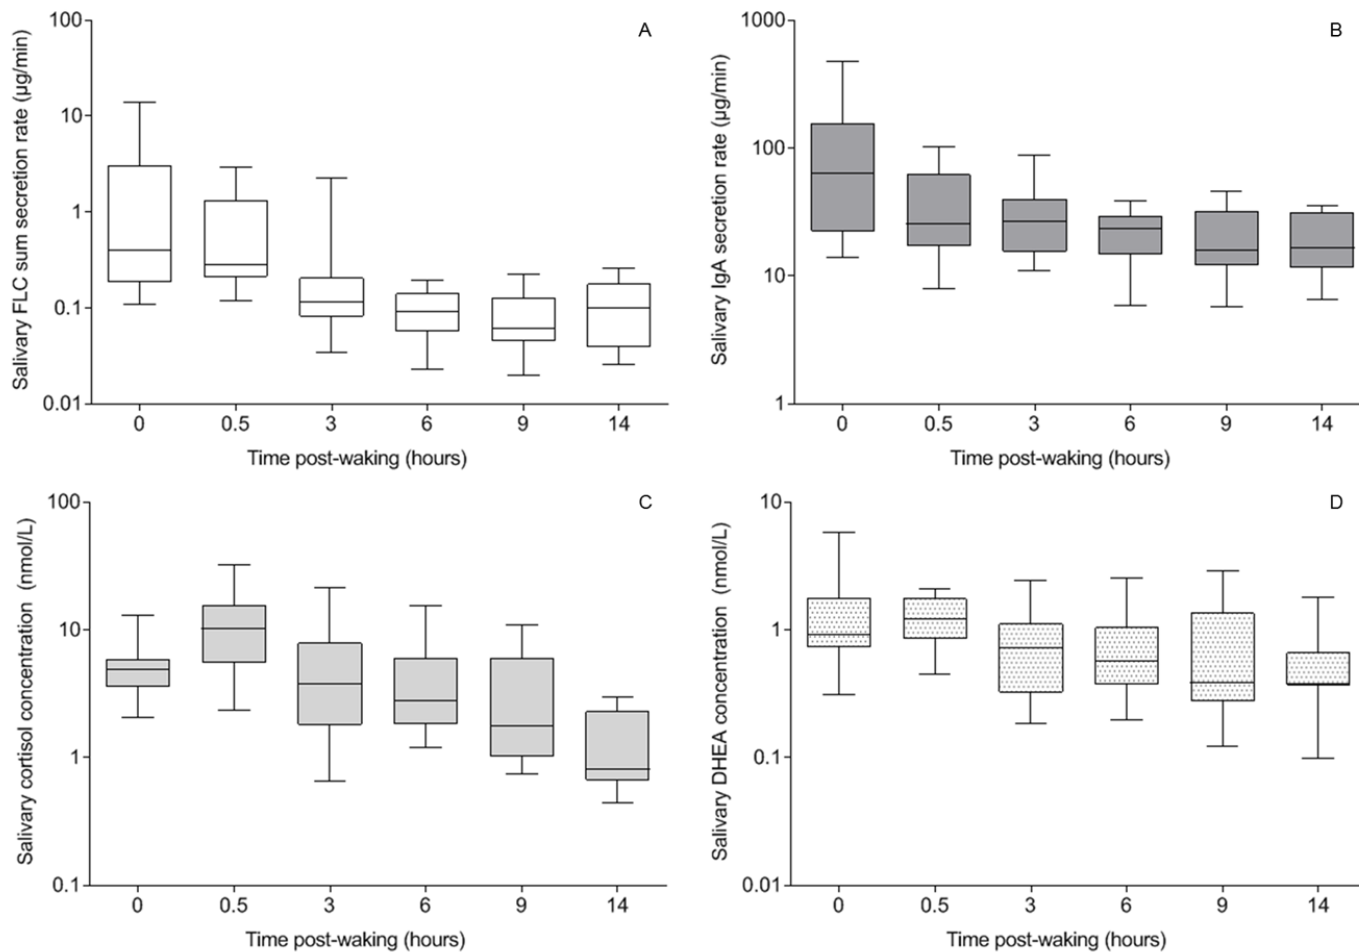 A
Salivary FLC sum secretion rate (µg/min)
100
10
1
0.1
0.01
0 0.5 3 6 9 14
Time post-waking (hours)
B
Salivary IgA secretion rate (µg/min)
1000
100
10
1
0 0.5 3 6 9 14
Time post-waking (hours)
C
Salivary cortisol concentration (nmol/L)
100
10
1
0.1
0 0.5 3 6 9 14
Time post-waking (hours)
D
Salivary DHEA concentration (nmol/L)
10
1
0.1
0.01
0 0.5 3 6 9 14
Time post-waking (hours)